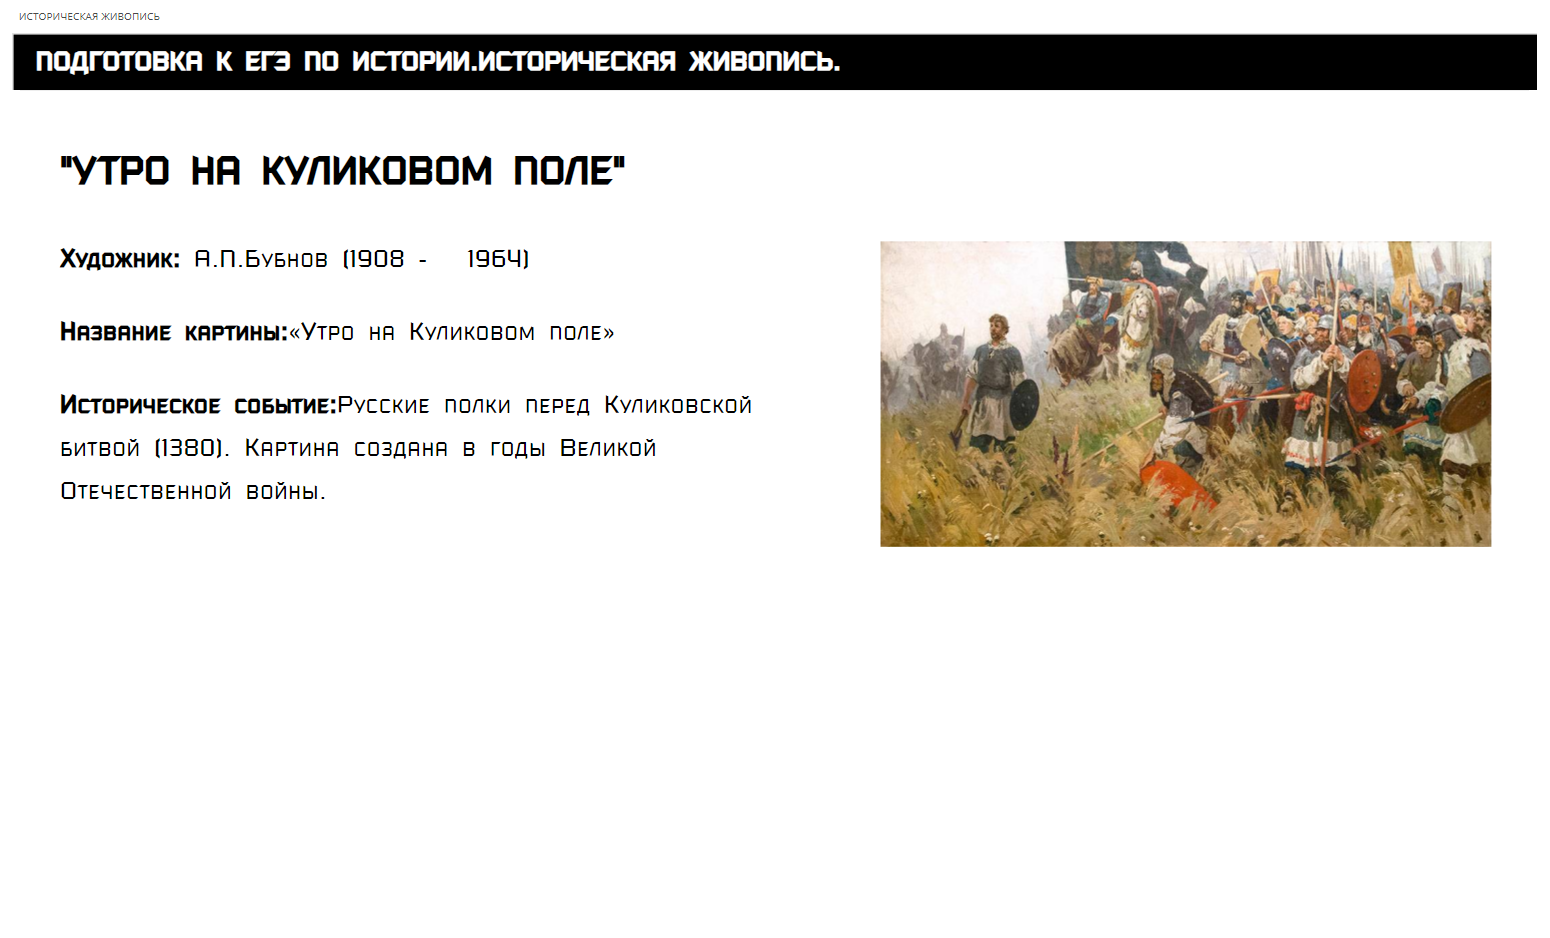 ИСТОРИЧЕСКАЯ ЖИВОПИСЬ
ПОДГОТОВКА К ЕГЭ ПО ИСТОРИИ.ИСТОРИЧЕСКАЯ ЖИВОПИСЬ.
"УТРО НА КУЛИКОВОМ ПОЛЕ"
Художник: А.П.Бубнов (1908 - 1964)
Название картины:«Утро на Куликовом поле»
Историческое событие:Русские полки перед Куликовской
битвой (1380). Картина создана в годы Великой
Отечественной войны.